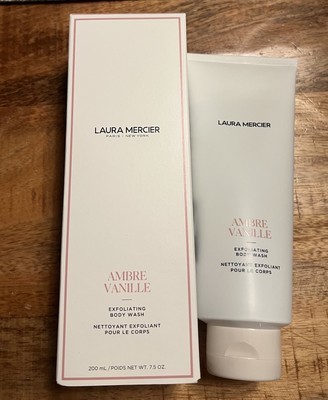 LAURA MERCIER
PARIS | NEW YORK
AMBRE
VANILLE
EXFOLIATING
BODY WASH
NETTOYANT EXFOLIANT
POUR LE CORPS
200 mL / POIDS NET WT. 7.5 OZ.
LAURA MERCIER
AMBRE
VANILLE
EXFOLIATING
BODY WASH
NETTOYANT EXFOLIANT
POUR LE CORPS